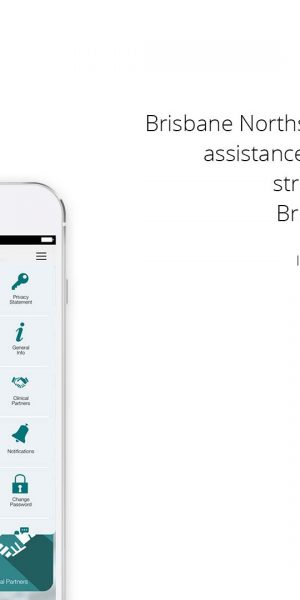 Brisbane Norths
assistance
str
Br
Privacy
Statement
General
Info
Clinical
Partners
Notifications
Change
Password
al Partners